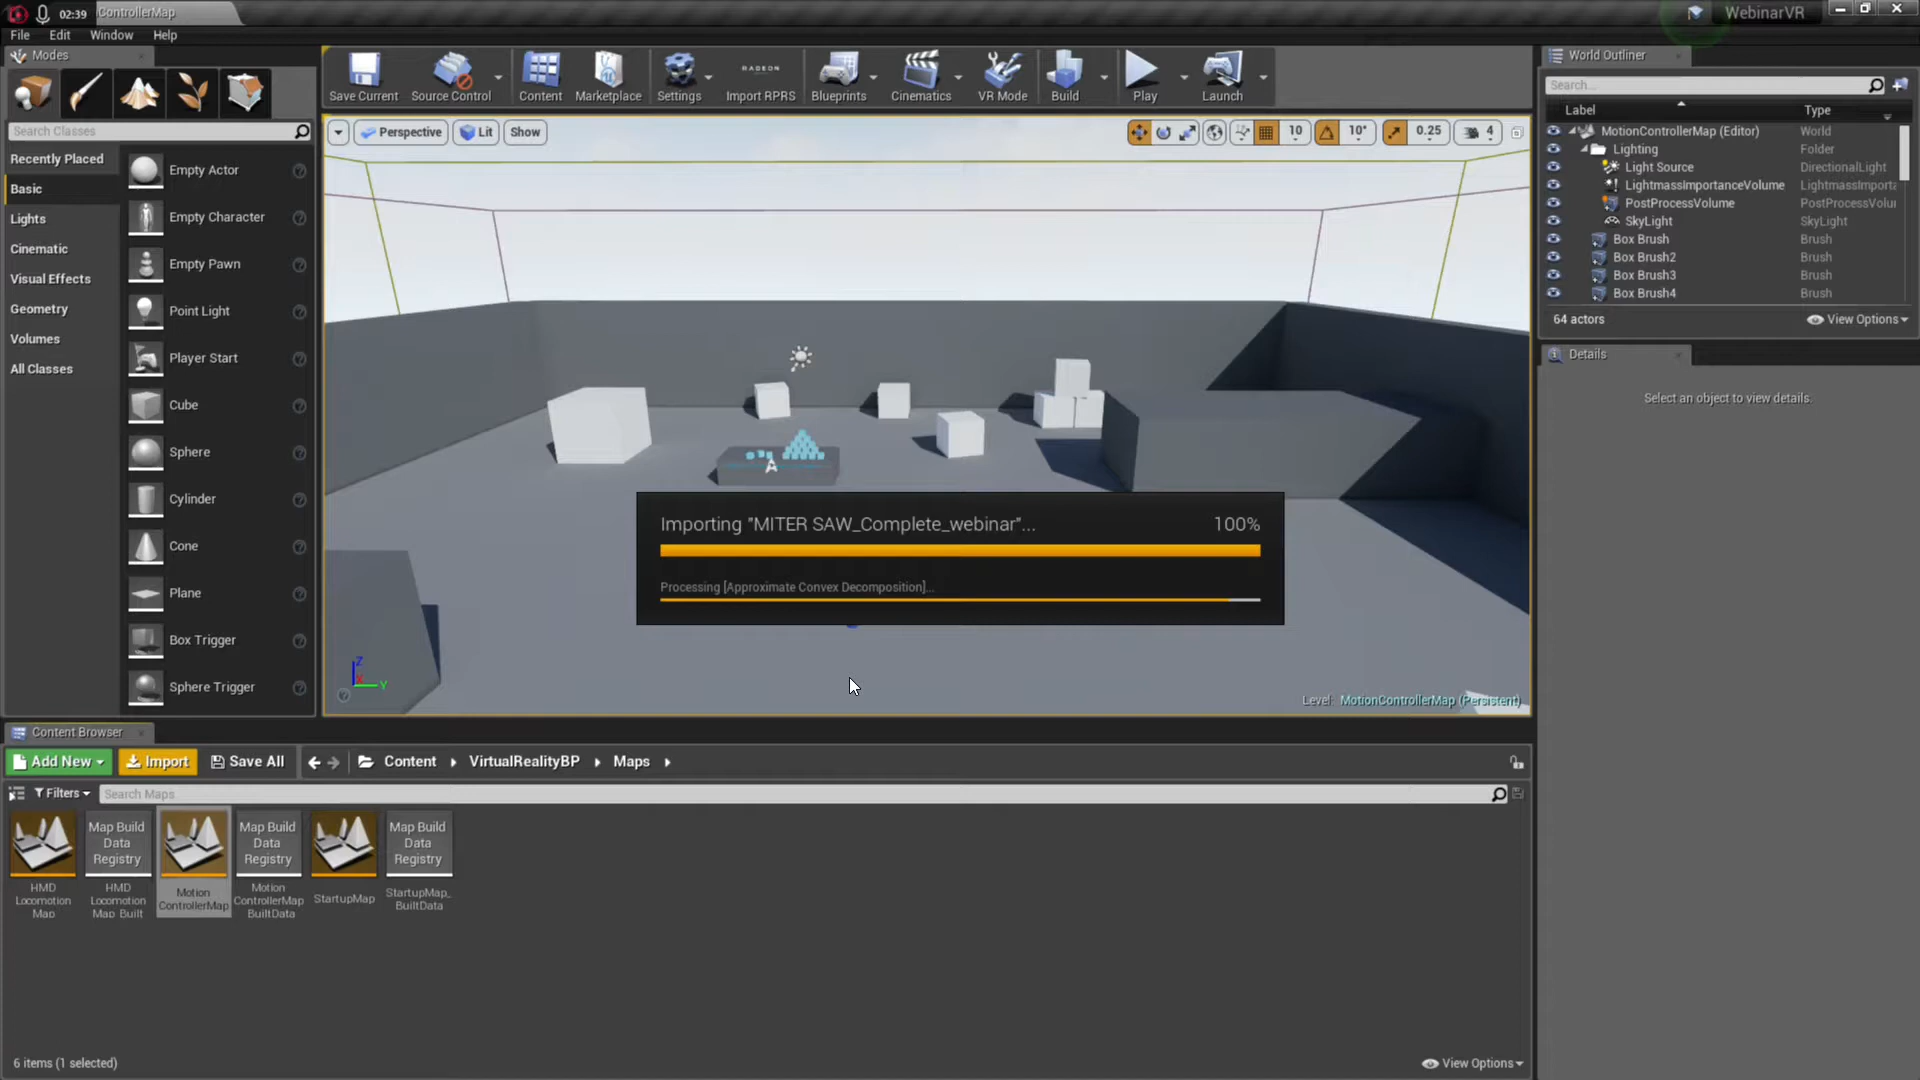 02:39
ControllerMap
WebinarVR
File Edit Window Help
Modes
Save Current
Source Control
Content
Marketplace
Settings
RADEON
Import RPRS
Blueprints
Cinematics
VR Mode
Build
Play
Launch
Search Classes
Recently Placed
Basic
Lights
Cinematic
Visual Effects
Geometry
Volumes
All Classes
Empty Actor
Empty Character
Empty Pawn
Point Light
Player Start
Cube
Sphere
Cylinder
Cone
Plane
Box Trigger
Sphere Trigger
Perspective
Lit
Show
10
10°
0.25
4
Importing "MITER SAW_Complete_webinar"... 100%
Processing [Approximate Convex Decomposition]...
Z
X
Y
Level: MotionControllerMap (Persistent)
World Outliner
Search...
Label Type
MotionControllerMap (Editor) World
Lighting Folder
Light Source DirectionalLight
LightmassImportanceVolume LightmassImporta
PostProcessVolume PostProcessVolu
SkyLight SkyLight
Box Brush Brush
Box Brush2 Brush
Box Brush3 Brush
Box Brush4 Brush
64 actors View Options
Details
Select an object to view details.
Content Browser
Add New
Import
Save All
Content
VirtualRealityBP
Maps
Filters
Search Maps
HMD
Locomotion
Map
Map Build
Data
Registry
HMD
Locomotion
Map_Built
Motion
ControllerMap
Map Build
Data
Registry
Motion
ControllerMap
BuiltData
StartupMap
Map Build
Data
Registry
StartupMap_
BuiltData
6 items (1 selected)
View Options